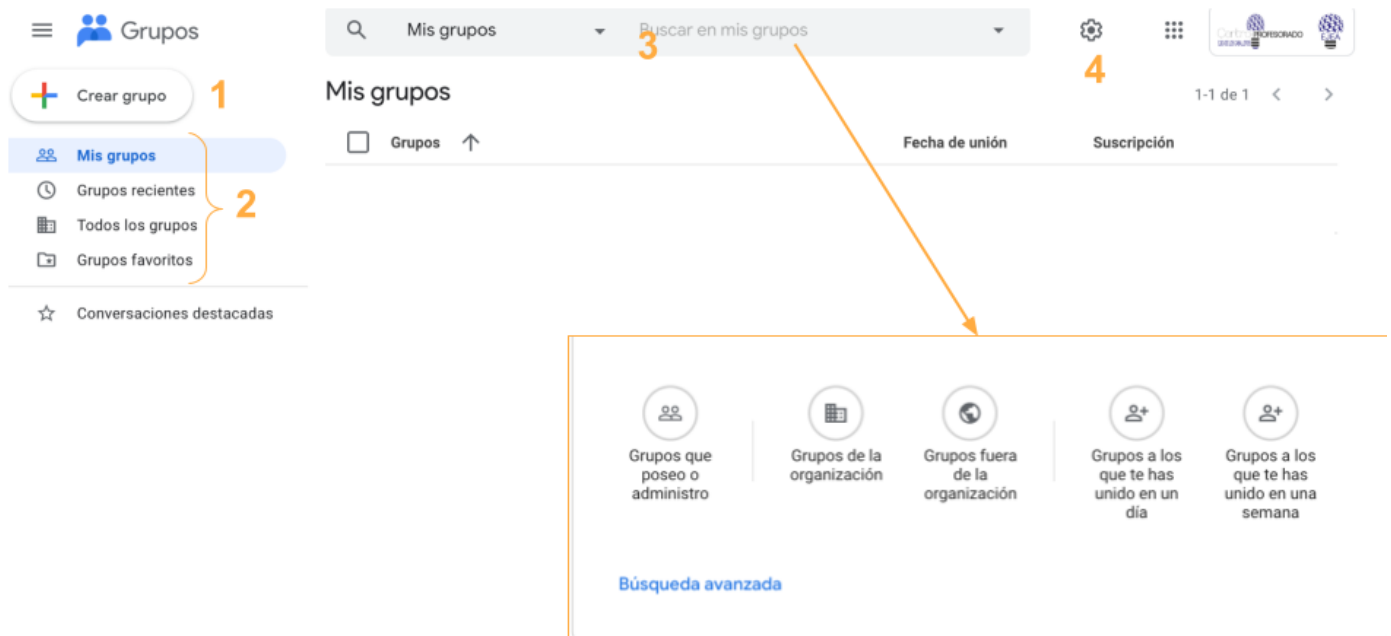 Grupos
Mis grupos
Buscar en mis grupos
3
4
PROFESORADO
EJEA
Crear grupo
1
Mis grupos
1-1 de 1
Grupos
Fecha de unión
Suscripción
Mis grupos
Grupos recientes
2
Todos los grupos
Grupos favoritos
Conversaciones destacadas
Grupos que
poseo o
administro
Grupos de la
organización
Grupos fuera
de la
organización
Grupos a los
que te has
unido en un
día
Grupos a los
que te has
unido en una
semana
Búsqueda avanzada